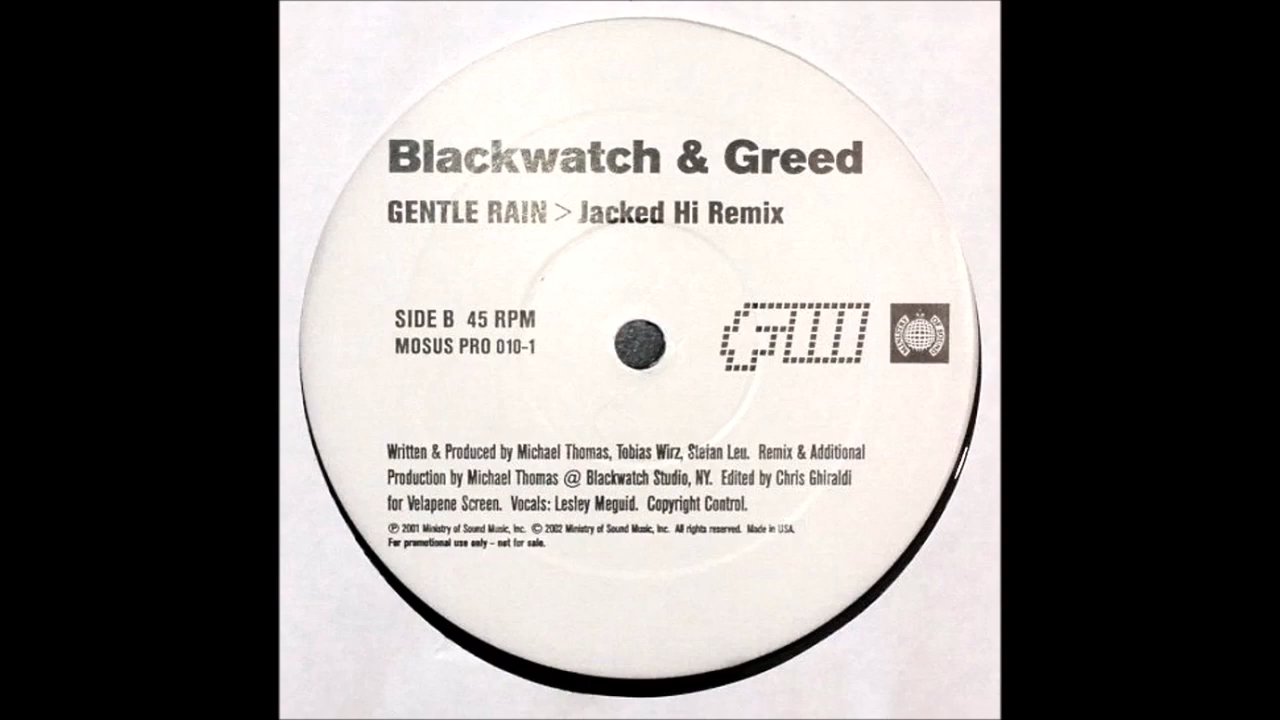 Blackwatch & Greed
GENTLE RAIN > Jacked Hi Remix
SIDE B 45 RPM
MOSUS PRO 010-1
MINISTRY OF SOUND
Written & Produced by Michael Thomas, Tobias Wirz, Stefan Leu. Remix & Additional
Production by Michael Thomas @ Blackwatch Studio, NY. Edited by Chris Ghiraldi
for Velapene Screen. Vocals: Lesley Meguid. Copyright Control.
℗ 2001 Ministry of Sound Music, Inc. © 2002 Ministry of Sound Music, Inc. All rights reserved. Made in USA.
For promotional use only – not for sale.